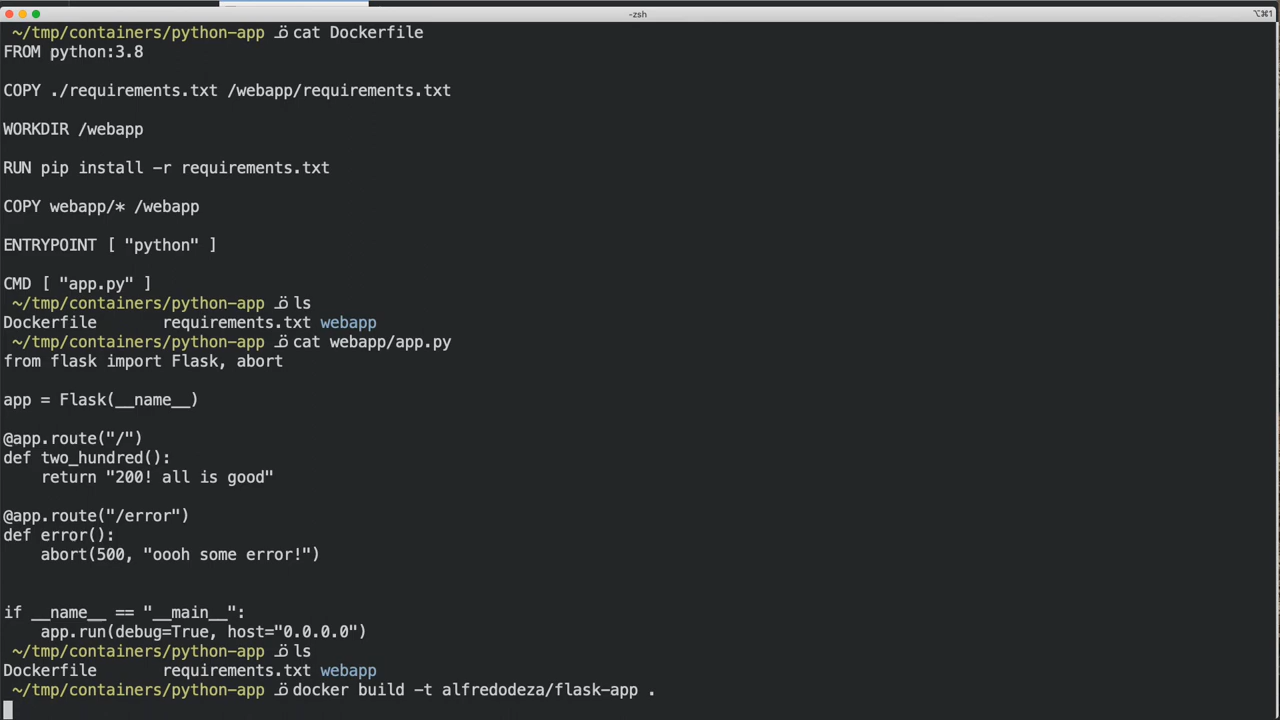 -zsh
⌥⌘1
~/tmp/containers/python-app cat Dockerfile
FROM python:3.8
COPY ./requirements.txt /webapp/requirements.txt
WORKDIR /webapp
RUN pip install -r requirements.txt
COPY webapp/* /webapp
ENTRYPOINT [ "python" ]
CMD [ "app.py" ]
~/tmp/containers/python-app ls
Dockerfile requirements.txt webapp
~/tmp/containers/python-app cat webapp/app.py
from flask import Flask, abort
app = Flask(__name__)
@app.route("/")
def two_hundred():
return "200! all is good"
@app.route("/error")
def error():
abort(500, "oooh some error!")
if __name__ == "__main__":
app.run(debug=True, host="0.0.0.0")
~/tmp/containers/python-app ls
Dockerfile requirements.txt webapp
~/tmp/containers/python-app docker build -t alfredodeza/flask-app .